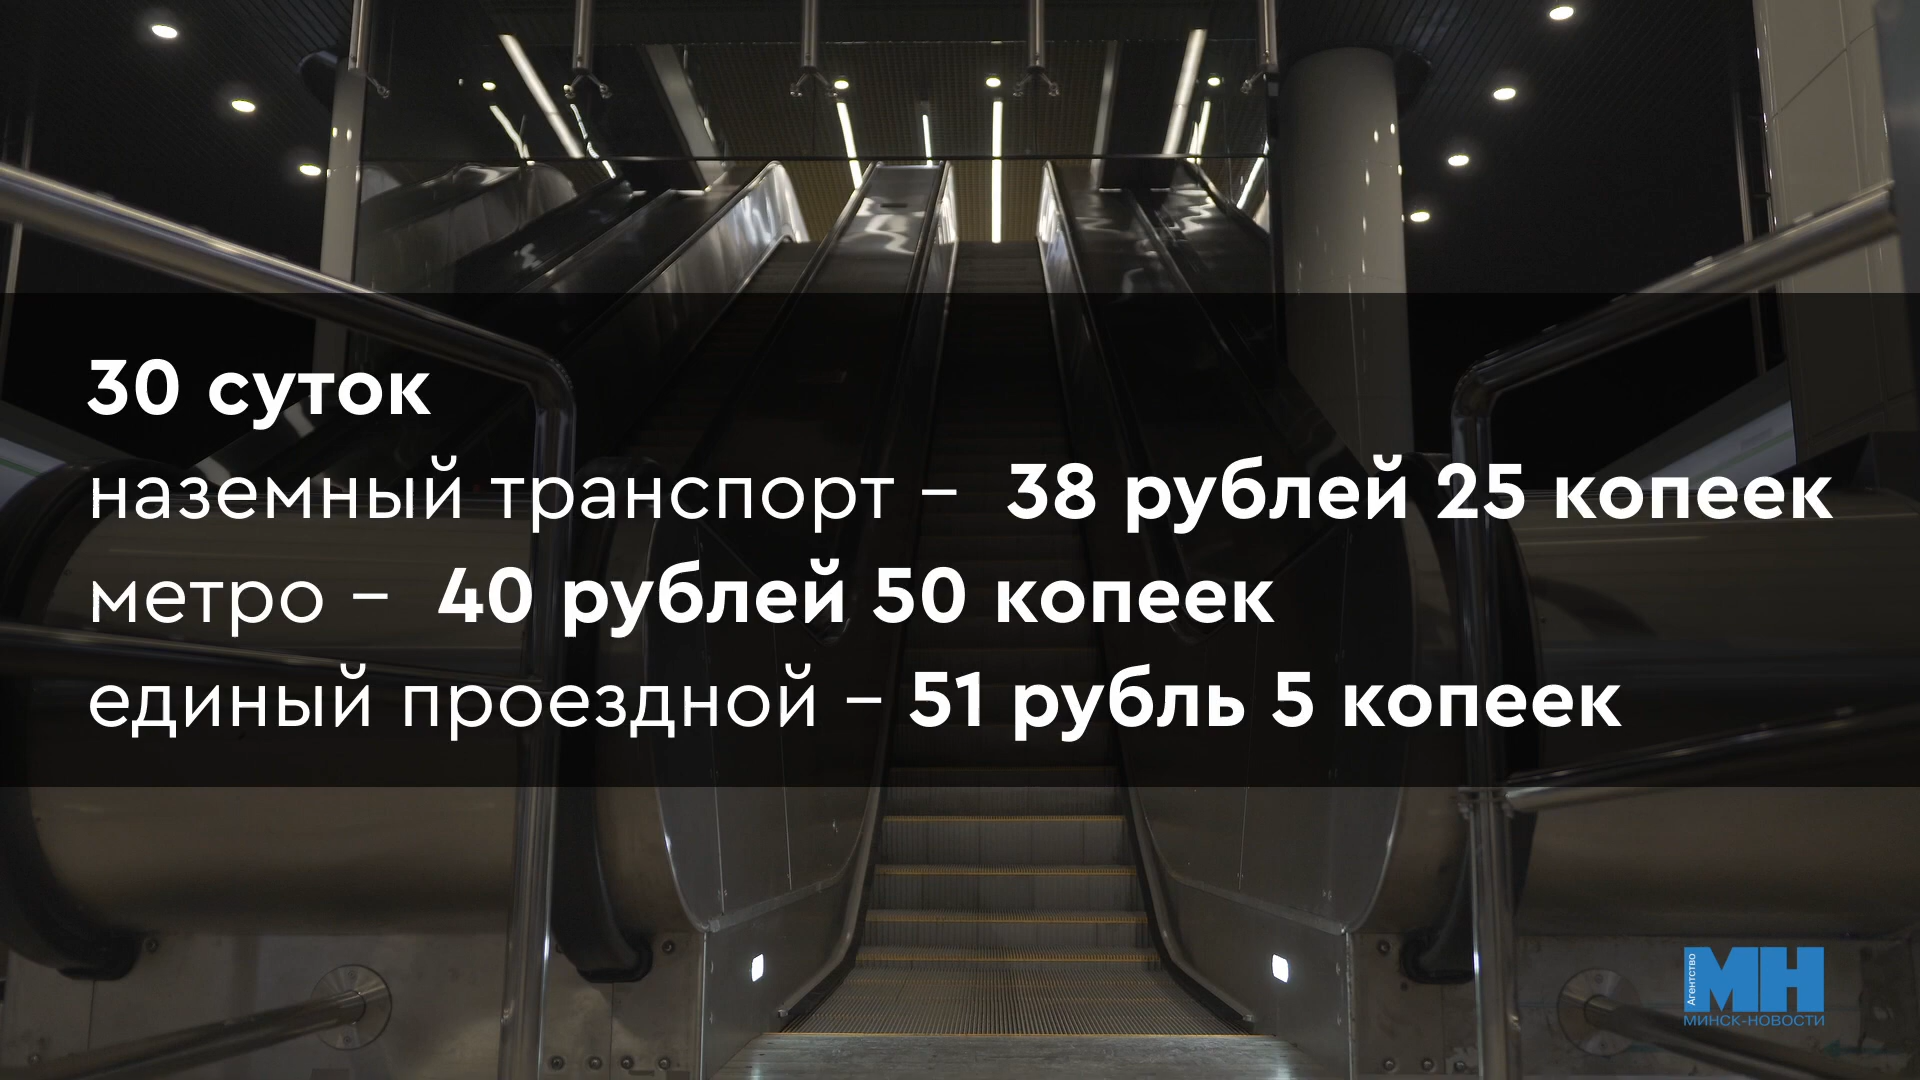 30 суток
наземный транспорт – 38 рублей 25 копеек
метро – 40 рублей 50 копеек
единый проездной – 51 рубль 5 копеек
Агентство
МН
МИНСК-НОВОСТИ